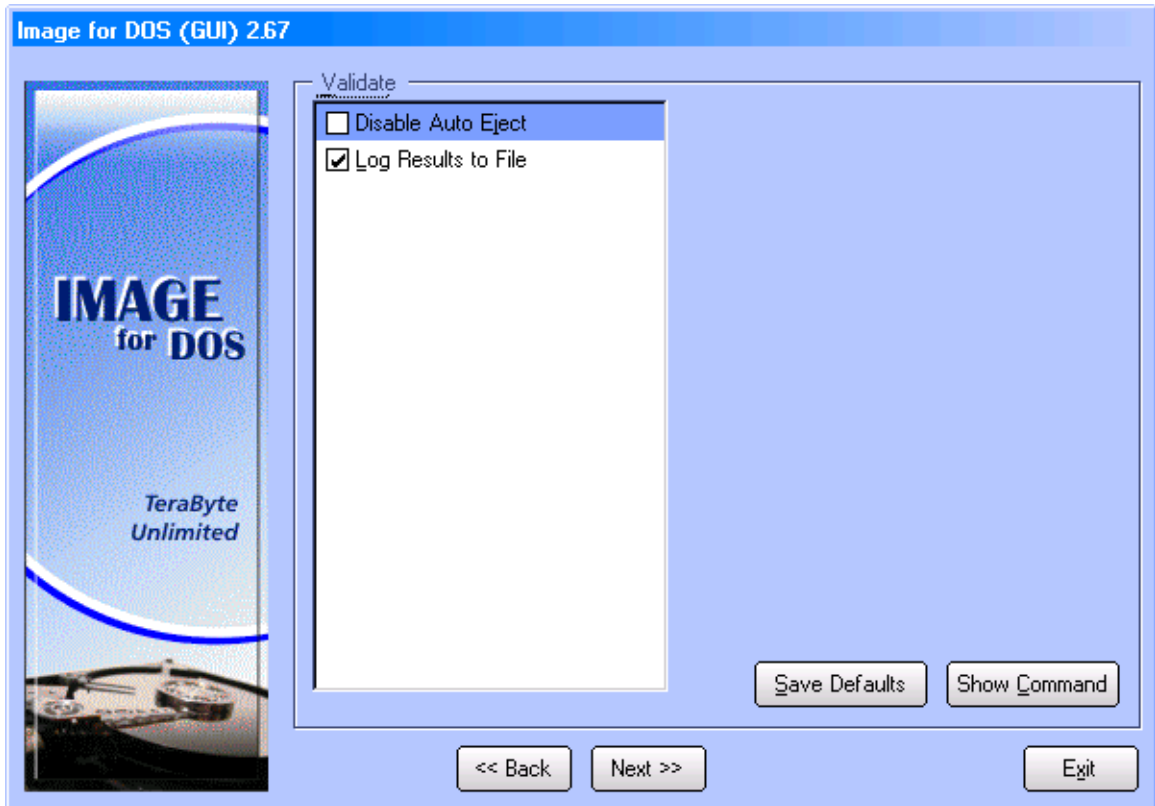 Image for DOS (GUI) 2.67
Validate
Disable Auto Eject
Log Results to File
IMAGE
for DOS
TeraByte
Unlimited
Save Defaults
Show Command
<< Back
Next >>
Exit